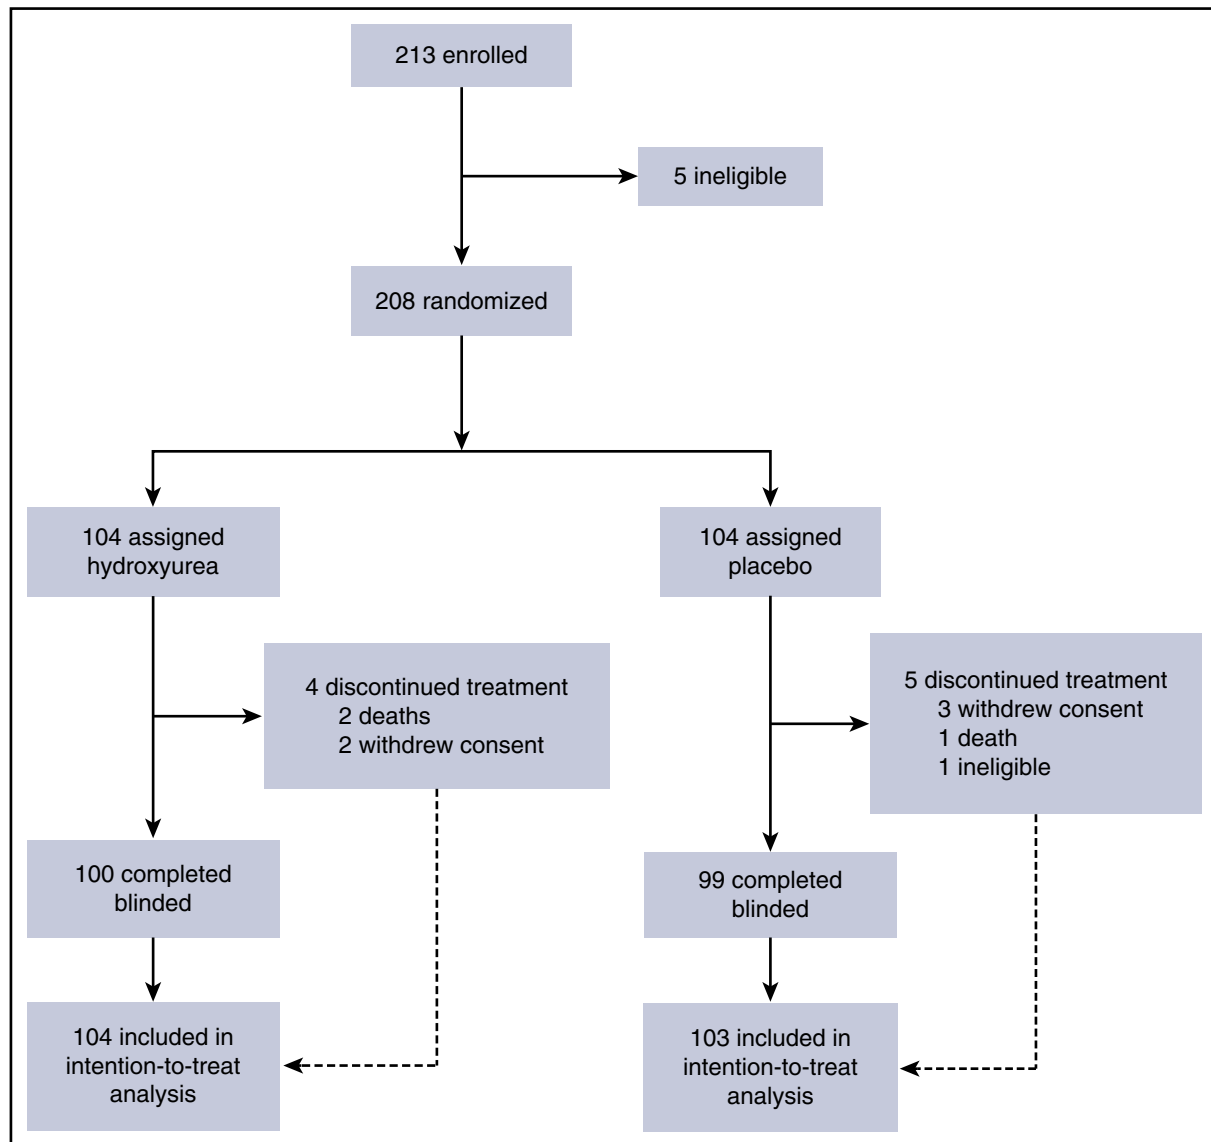 213 enrolled
5 ineligible
208 randomized
104 assigned
hydroxyurea
104 assigned
placebo
4 discontinued treatment
2 deaths
2 withdrew consent
5 discontinued treatment
3 withdrew consent
1 death
1 ineligible
100 completed
blinded
99 completed
blinded
104 included in
intention-to-treat
analysis
103 included in
intention-to-treat
analysis